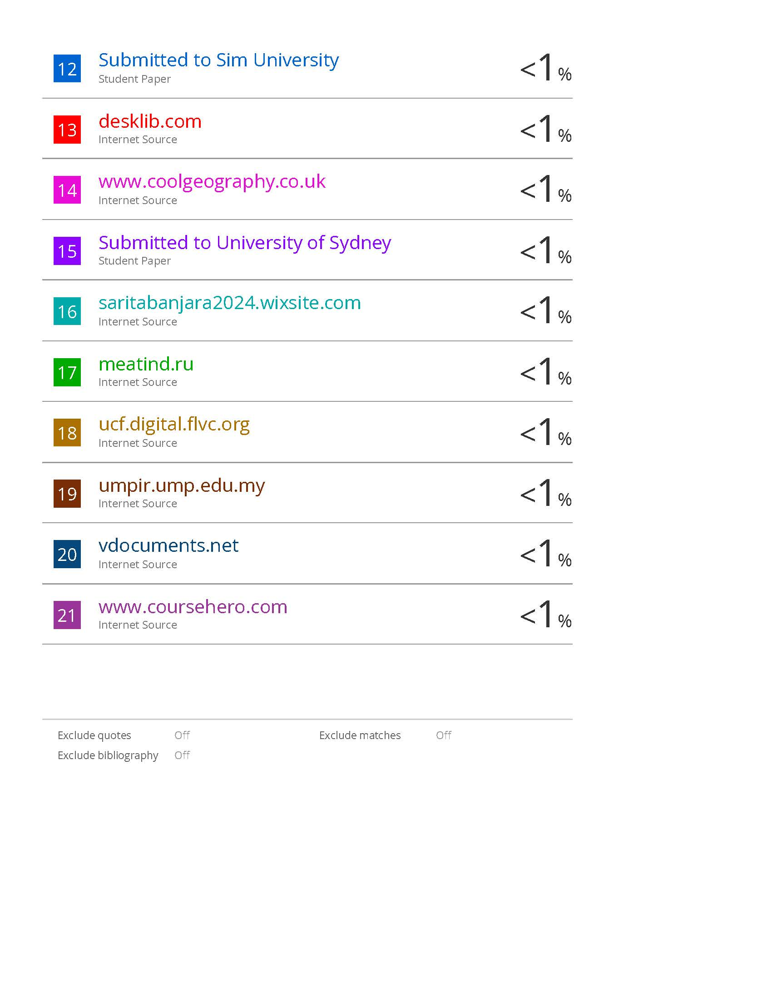 12 Submitted to Sim University <1%
Student Paper
13 desklib.com <1%
Internet Source
14 www.coolgeography.co.uk <1%
Internet Source
15 Submitted to University of Sydney <1%
Student Paper
16 saritabanjara2024.wixsite.com <1%
Internet Source
17 meatind.ru <1%
Internet Source
18 ucf.digital.flvc.org <1%
Internet Source
19 umpir.ump.edu.my <1%
Internet Source
20 vdocuments.net <1%
Internet Source
21 www.coursehero.com <1%
Internet Source
Exclude quotes Off Exclude matches Off
Exclude bibliography Off